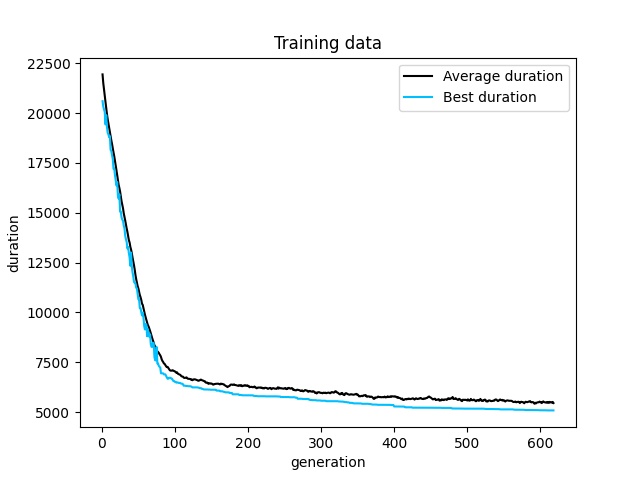 Training data
Average duration
Best duration
22500
20000
17500
15000
12500
10000
7500
5000
duration
0 100 200 300 400 500 600
generation